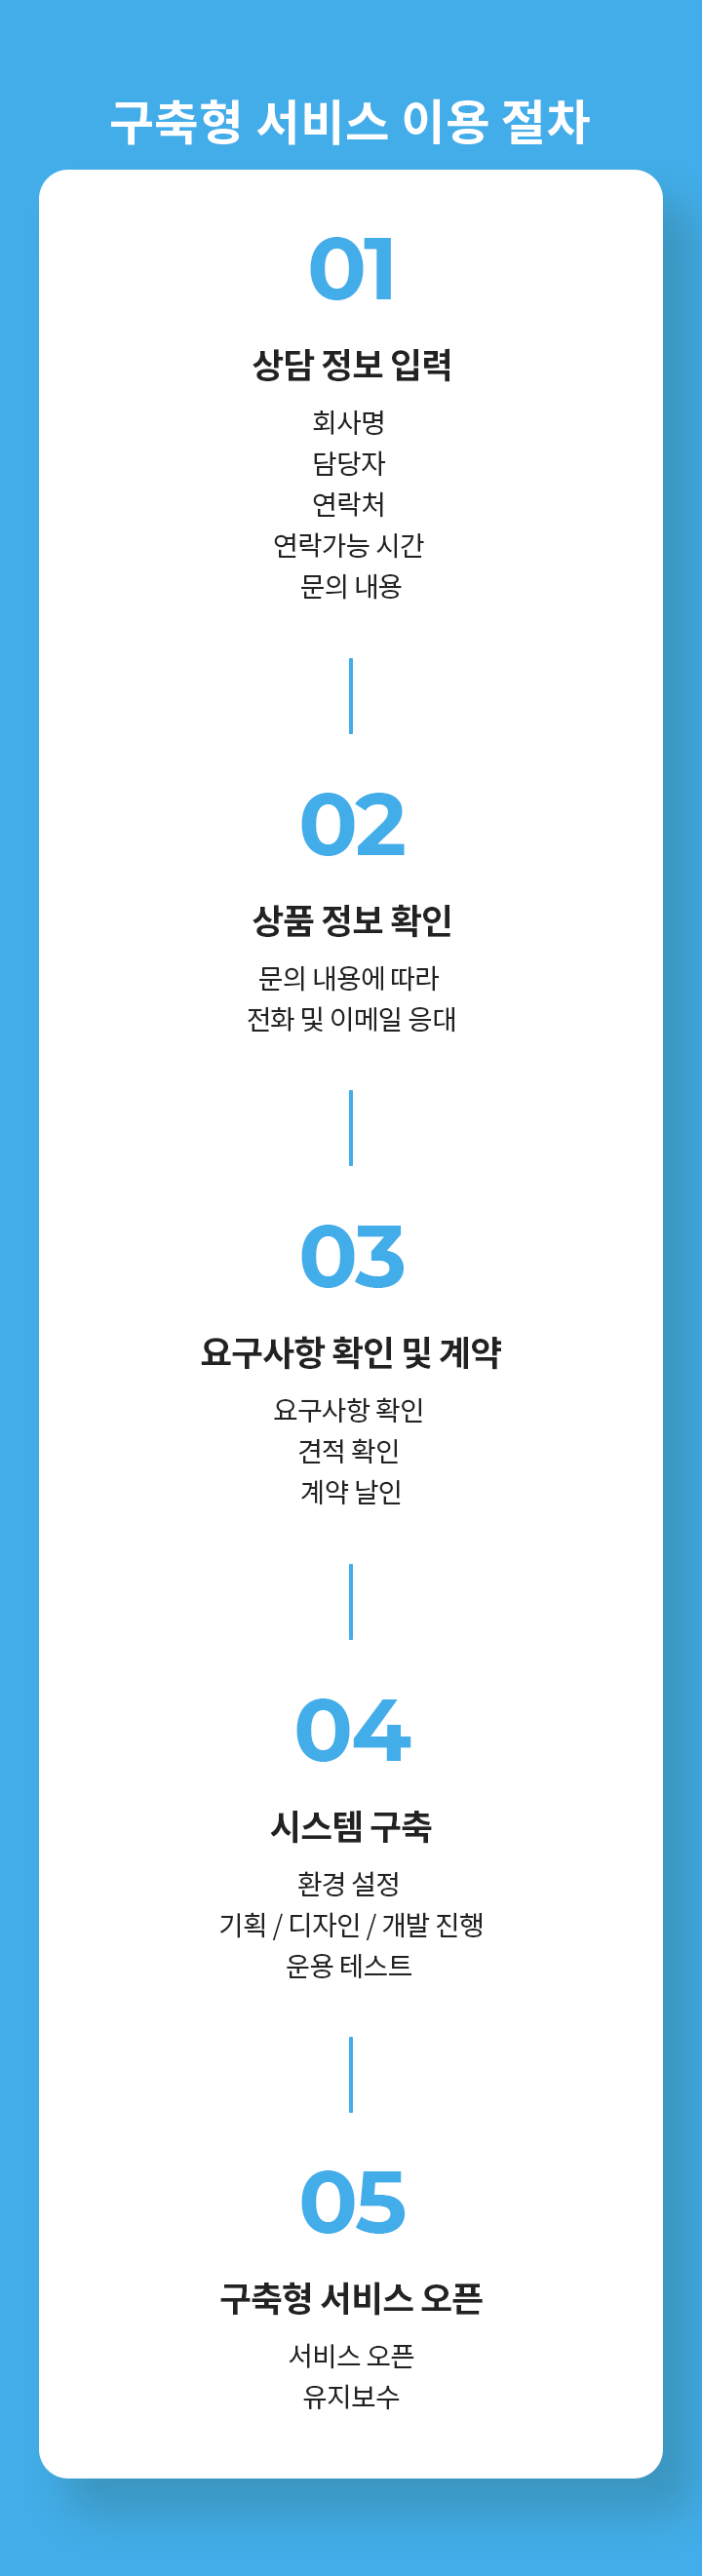 구축형 서비스 이용 절차
01
상담 정보 입력
회사명
담당자
연락처
연락가능 시간
문의 내용
02
상품 정보 확인
문의 내용에 따라
전화 및 이메일 응대
03
요구사항 확인 및 계약
요구사항 확인
견적 확인
계약 날인
04
시스템 구축
환경 설정
기획 / 디자인 / 개발 진행
운용 테스트
05
구축형 서비스 오픈
서비스 오픈
유지보수